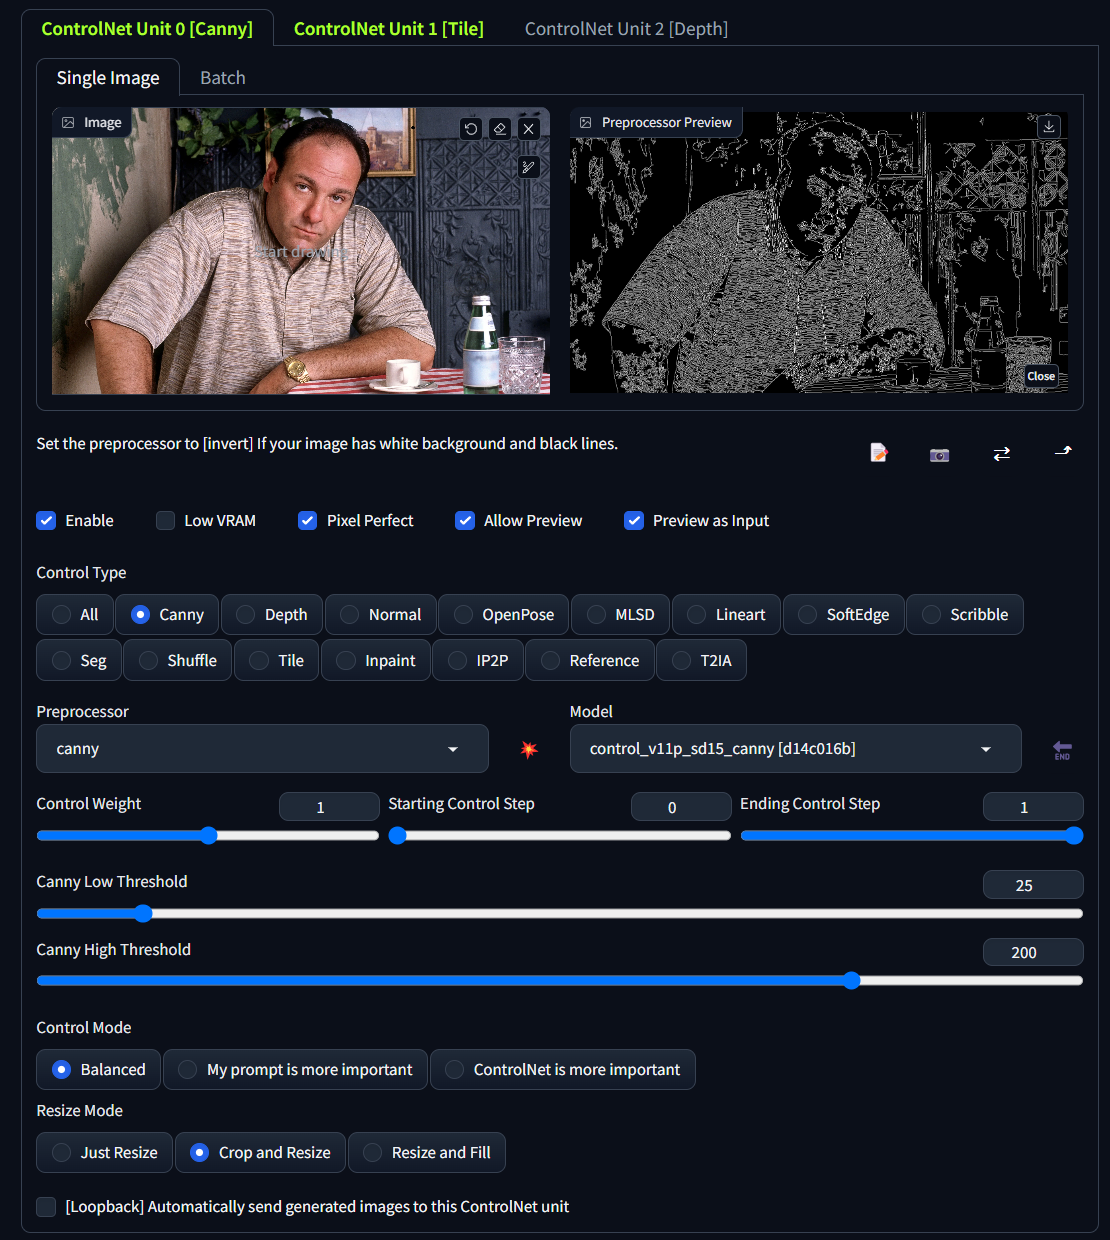 ControlNet Unit 0 [Canny] ControlNet Unit 1 [Tile] ControlNet Unit 2 [Depth]
Single Image Batch
Image
Preprocessor Preview
Close
Set the preprocessor to [invert] If your image has white background and black lines.
Enable Low VRAM Pixel Perfect Allow Preview Preview as Input
Control Type
All Canny Depth Normal OpenPose MLSD Lineart SoftEdge Scribble
Seg Shuffle Tile Inpaint IP2P Reference T2IA
Preprocessor Model
canny control_v11p_sd15_canny [d14c016b] END
Control Weight 1 Starting Control Step 0 Ending Control Step 1
Canny Low Threshold 25
Canny High Threshold 200
Control Mode
Balanced My prompt is more important ControlNet is more important
Resize Mode
Just Resize Crop and Resize Resize and Fill
[Loopback] Automatically send generated images to this ControlNet unit